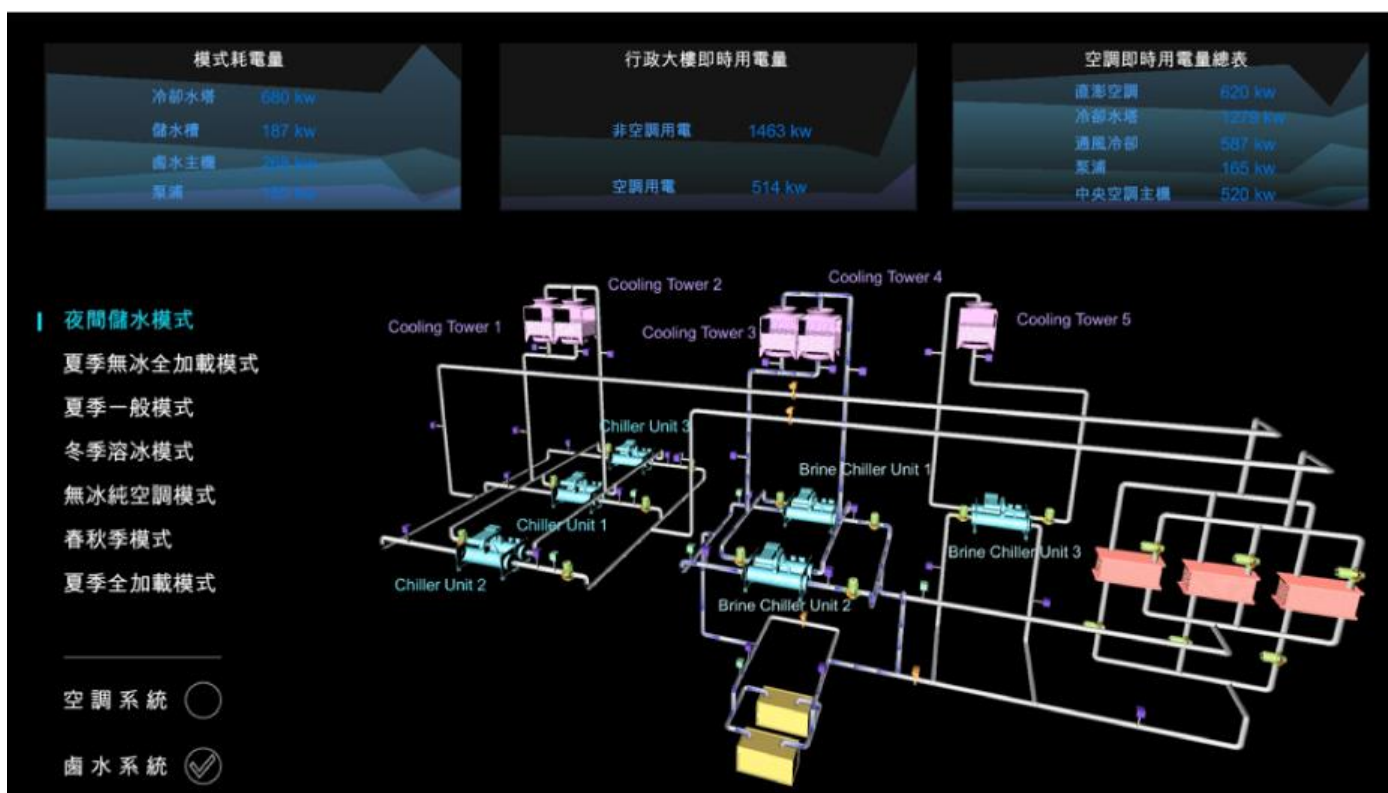 模式耗電量
冷卻水塔 680 kw
儲水槽 187 kw
鹵水主機
泵浦
行政大樓即時用電量
非空調用電 1463 kw
空調用電 514 kw
空調即時用電量總表
直澎空調 620 kw
冷卻水塔 1279 kw
通風冷卻 587 kw
泵浦 165 kw
中央空調主機 520 kw
夜間儲水模式
夏季無冰全加載模式
夏季一般模式
冬季溶冰模式
無冰純空調模式
春秋季模式
夏季全加載模式
空調系統
鹵水系統
Cooling Tower 1
Cooling Tower 2
Cooling Tower 3
Cooling Tower 4
Cooling Tower 5
Chiller Unit 3
Chiller Unit 1
Chiller Unit 2
Brine Chiller Unit 1
Brine Chiller Unit 2
Brine Chiller Unit 3